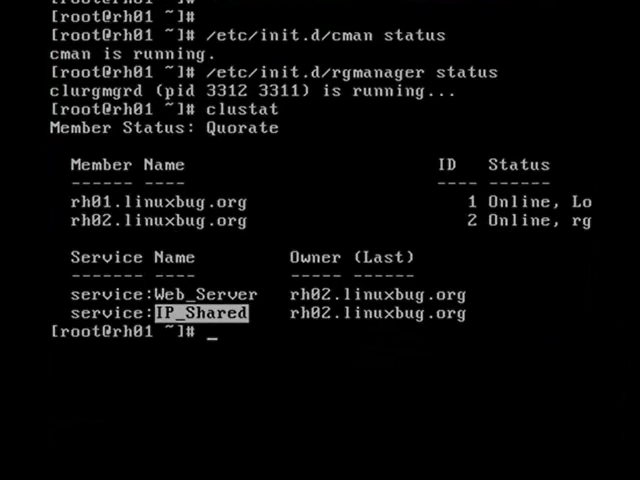 [root@rh01 ~]#
[root@rh01 ~]#
[root@rh01 ~]# /etc/init.d/cman status
cman is running.
[root@rh01 ~]# /etc/init.d/rgmanager status
clurgmgrd (pid 3312 3311) is running...
[root@rh01 ~]# clustat
Member Status: Quorate
Member Name ID Status
------ ---- ---- ------
rh01.linuxbug.org 1 Online, Lo
rh02.linuxbug.org 2 Online, rg
Service Name Owner (Last)
------- ---- ----- ------
service:Web_Server rh02.linuxbug.org
service:IP_Shared rh02.linuxbug.org
[root@rh01 ~]# _